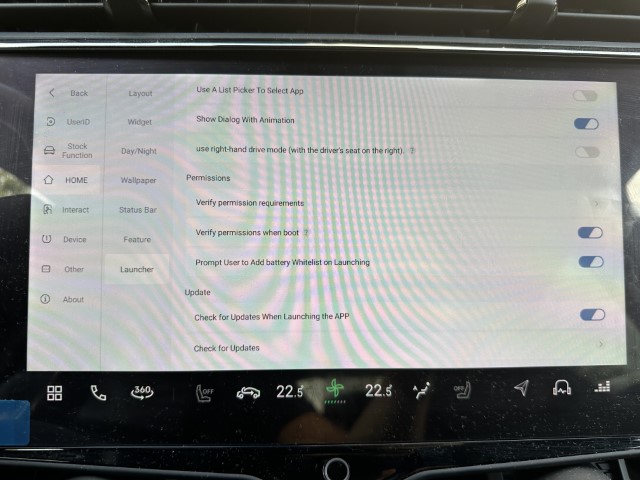 Back
UserID
Stock
Function
HOME
Interact
Device
Other
About
Layout
Widget
Day/Night
Wallpaper
Status Bar
Feature
Launcher
Use A List Picker To Select App
Show Dialog With Animation
use right-hand drive mode (with the driver's seat on the right).
Permissions
Verify permission requirements
Verify permissions when boot
Prompt User to Add battery Whitelist on Launching
Update
Check for Updates When Launching the APP
Check for Updates
360°
OFF
22.5
22.5
OFF